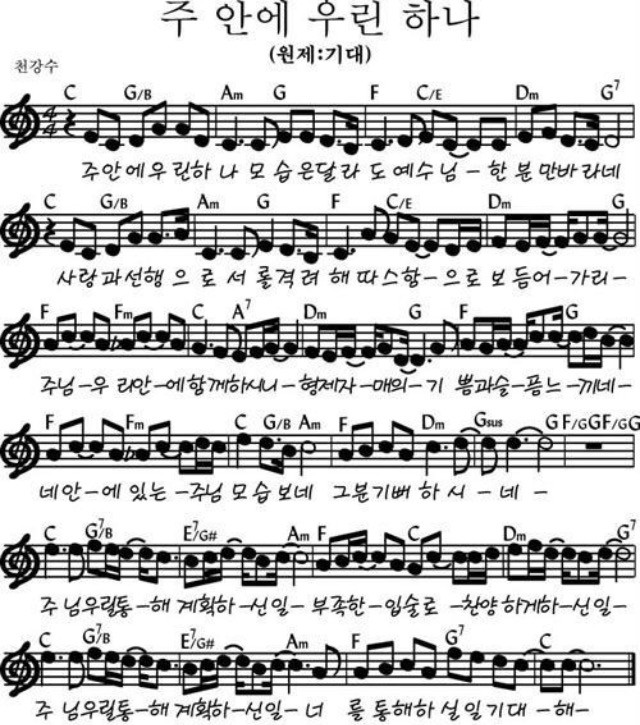 주 안에 우린 하나
(원제:기대)
천강수
C G/B Am G F C/E Dm G7
4 4
주안에우 린하 나 모 습 은달 라 도 예수님 - 한 분 만바라네
C G/B Am G F C/E Dm G
사랑과선행 으 로 서 롤격 려 해 따스함-으로보 듬어-가리-
F Fm C A7 Dm G F G
주님-우 리안-에함께하시니-형제자-매의-기 쁨과슬-픔느-끼네-
F Fm C G/B Am F Dm Gsus G F/G G F/G G
네안-에 있는-주님 모 습 보네 그분기뻐 하 시 - 네 -
C G7/B E7/G# Am F C Dm G7
주 님우릴통-해 계획하-신일- 부족한-입술로 -찬양하게하-신일-
C G7/B E7/G# Am F G7 C
주 님우릴통-해 계획하-신일- 너 를 통해하 실일기대 -해-